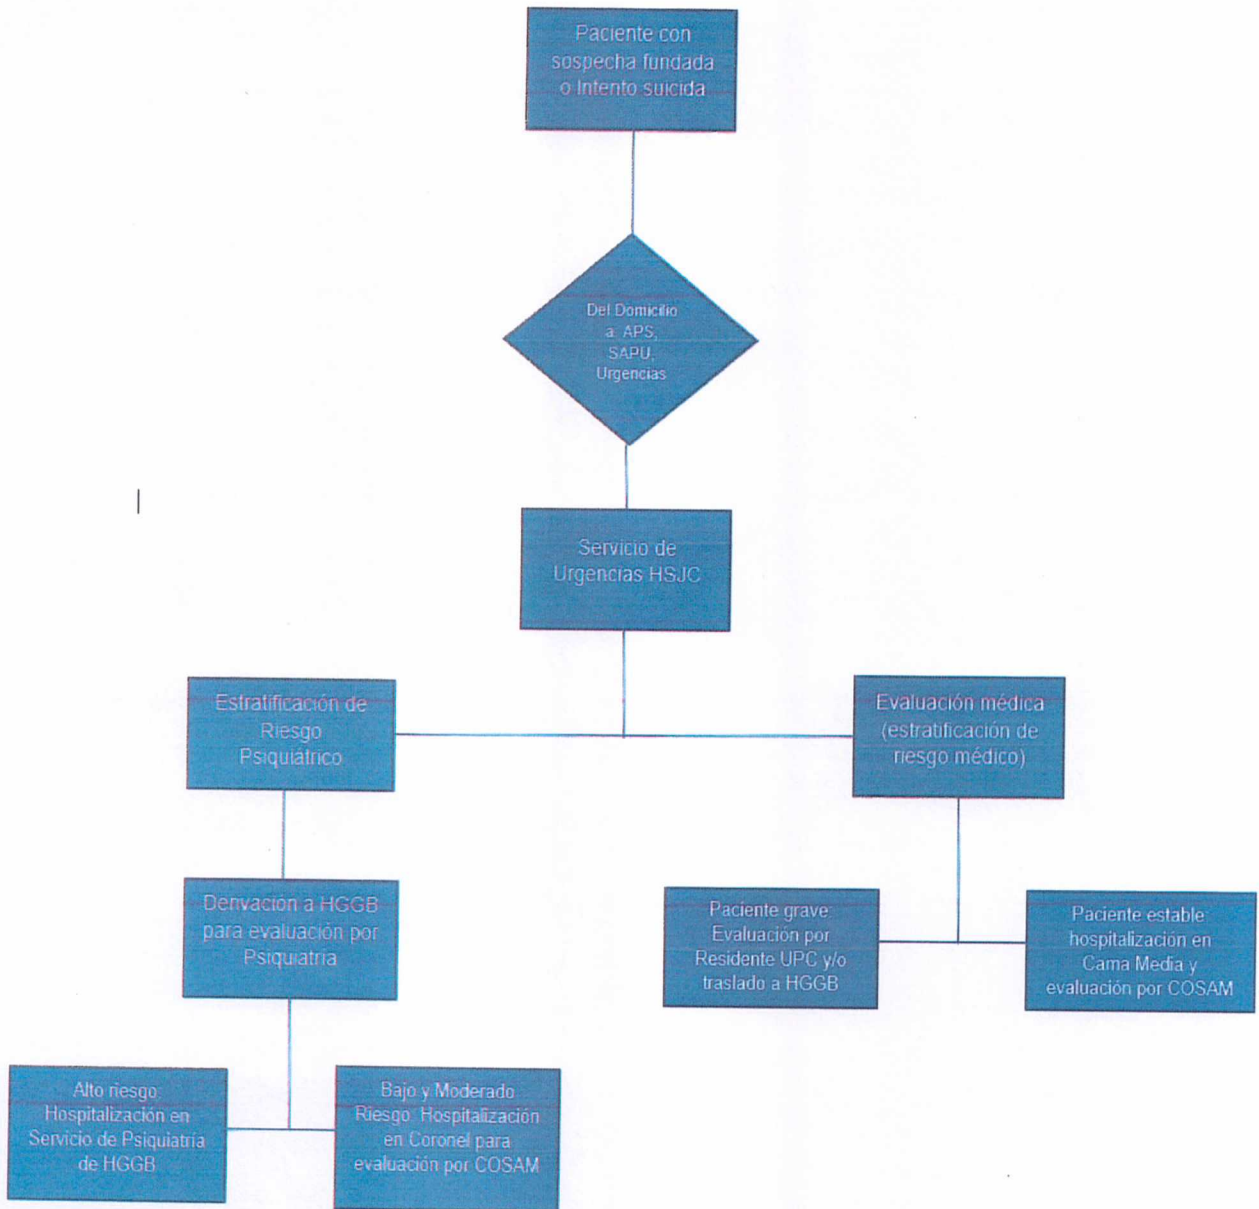 Paciente con
sospecha fundada
o Intento suicida
Del Domicilio
a: APS,
SAPU,
Urgencias
Servicio de
Urgencias HSJC
Estratificación de
Riesgo
Psiquiátrico
Evaluación médica
(estratificación de
riesgo médico)
Derivación a HGGB
para evaluación por
Psiquiatría
Paciente grave:
Evaluación por
Residente UPC y/o
traslado a HGGB
Paciente estable:
hospitalización en
Cama Media y
evaluación por COSAM
Alto riesgo:
Hospitalización en
Servicio de Psiquiatría
de HGGB
Bajo y Moderado
Riesgo: Hospitalización
en Coronel para
evaluación por COSAM